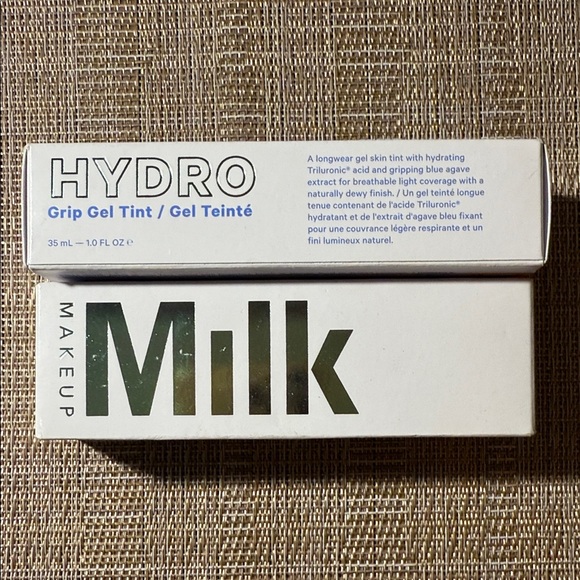 HYDRO
Grip Gel Tint / Gel Teinté
35 mL — 1.0 FL OZ ℮
A longwear gel skin tint with hydrating
Triluronic® acid and gripping blue agave
extract for breathable light coverage with a
naturally dewy finish. / Un gel teinté longue
tenue contenant de l'acide Triluronic®
hydratant et de l'extrait d'agave bleu fixant
pour une couvrance légère respirante et un
fini lumineux naturel.
MAKEUP
Milk